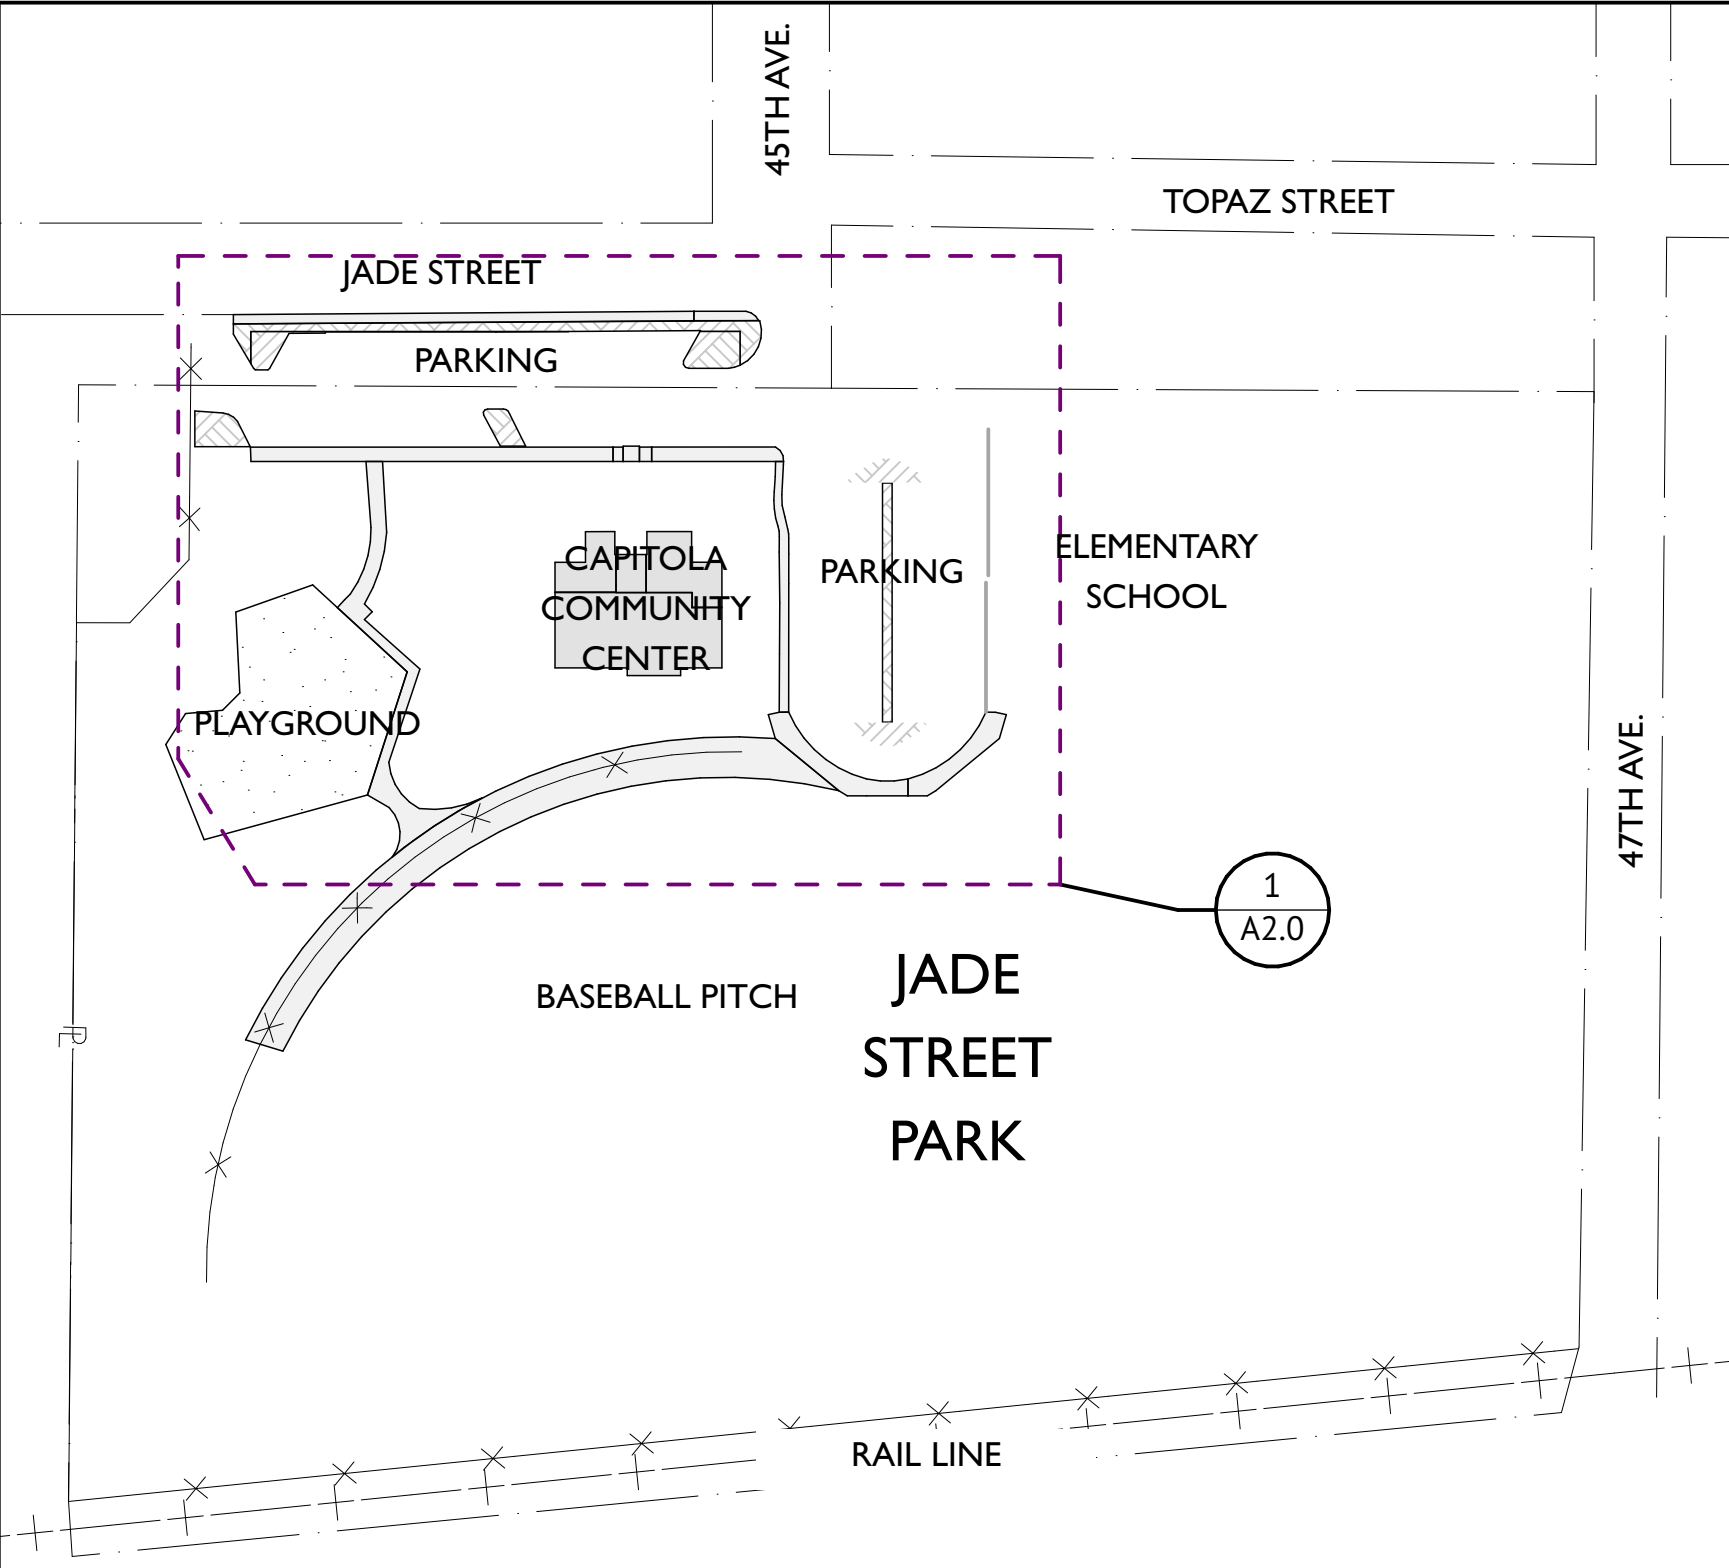 45TH AVE.
TOPAZ STREET
JADE STREET
PARKING
CAPITOLA
COMMUNITY
CENTER
PARKING
ELEMENTARY
SCHOOL
PLAYGROUND
47TH AVE.
1
A2.0
BASEBALL PITCH
JADE
STREET
PARK
PL
RAIL LINE